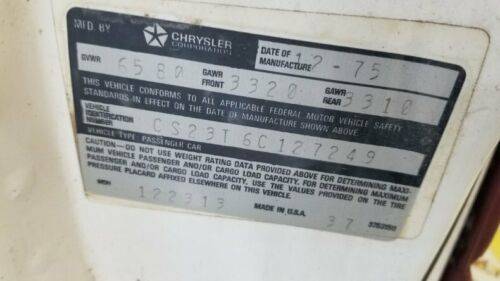 MFD. BY CHRYSLER CORPORATION DATE OF MANUFACTURE 12-75
GVWR 6580 GAWR FRONT 3320 GAWR REAR 3310
THIS VEHICLE CONFORMS TO ALL APPLICABLE FEDERAL MOTOR VEHICLE SAFETY
STANDARDS IN EFFECT ON THE DATE OF MANUFACTURE SHOWN ABOVE.
VEHICLE IDENTIFICATION NUMBER CS23T6C127249
VEHICLE TYPE PASSENGER CAR
CAUTION:-DO NOT USE WEIGHT RATING DATA PROVIDED ABOVE FOR DETERMINING MAXI-
MUM VEHICLE PASSENGER AND/OR CARGO LOAD CAPACITY. FOR DETERMINING MAXIMUM
PASSENGER AND/OR CARGO LOAD CAPACITY. USE THE VALUES PROVIDED ON THE TIRE
PRESSURE PLACARD AFFIXED ELSEWHERE ON THIS VEHICLE.
MDH 122313 MADE IN U.S.A. 37